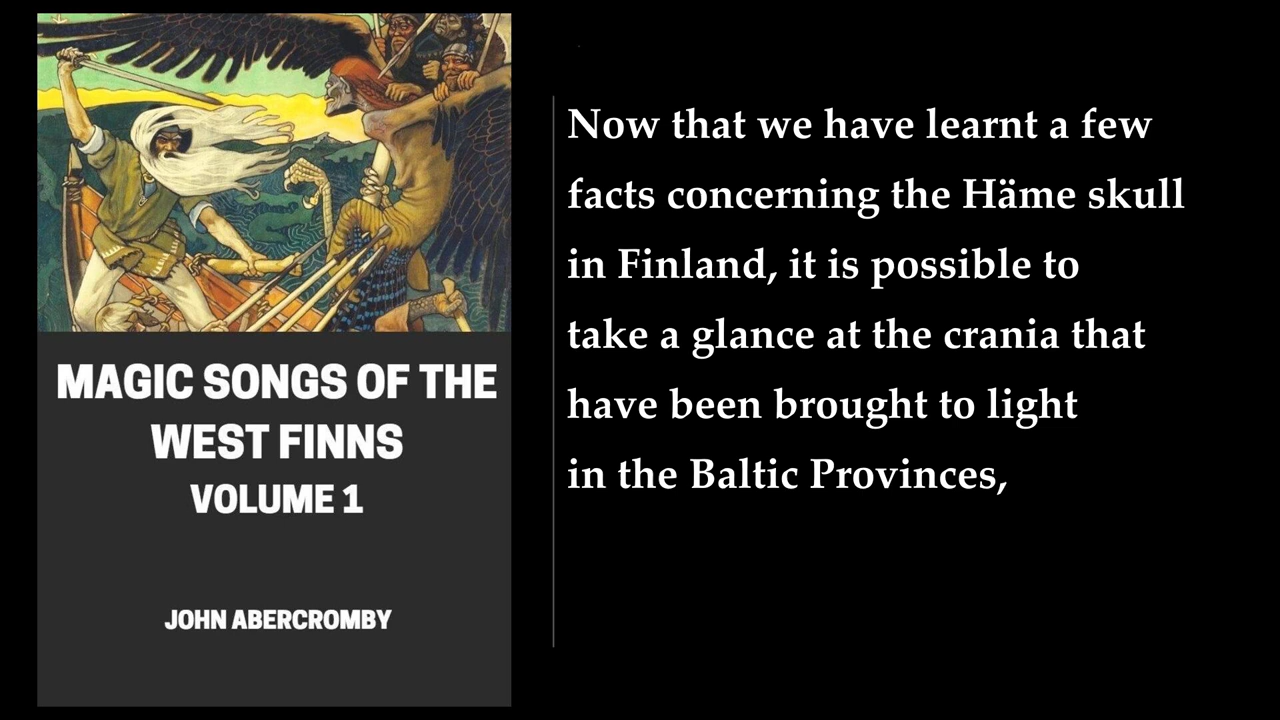 MAGIC SONGS OF THE
WEST FINNS
VOLUME 1
JOHN ABERCROMBY
Now that we have learnt a few
facts concerning the Häme skull
in Finland, it is possible to
take a glance at the crania that
have been brought to light
in the Baltic Provinces,